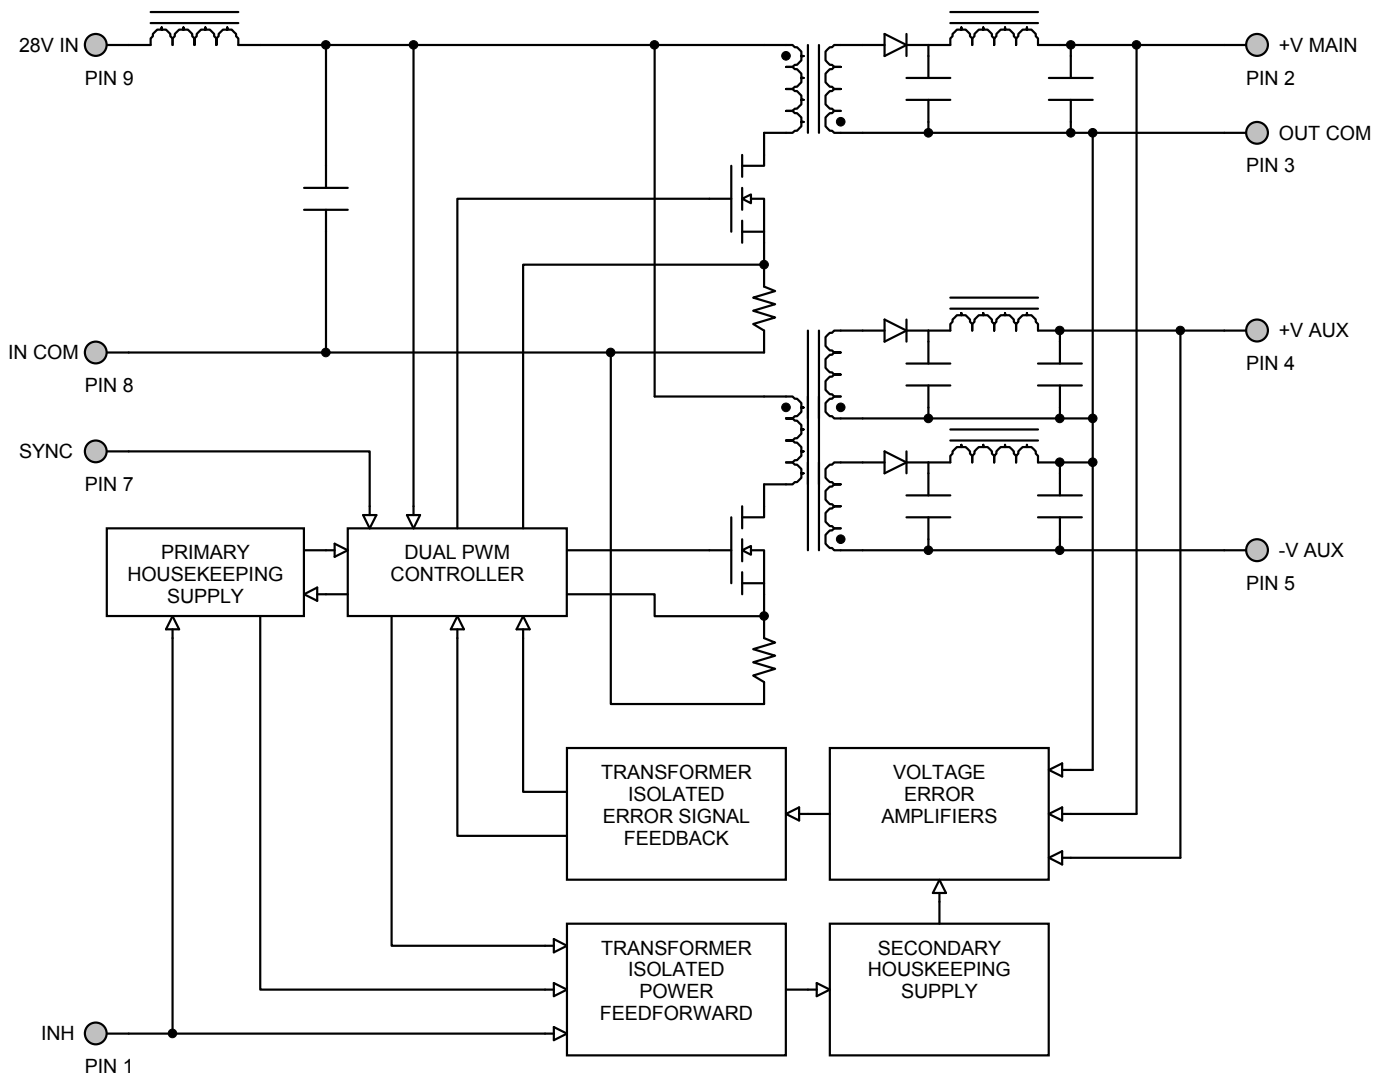 28V IN
PIN 9
+V MAIN
PIN 2
OUT COM
PIN 3
IN COM
PIN 8
+V AUX
PIN 4
SYNC
PIN 7
PRIMARY
HOUSEKEEPING
SUPPLY
DUAL PWM
CONTROLLER
-V AUX
PIN 5
TRANSFORMER
ISOLATED
ERROR SIGNAL
FEEDBACK
VOLTAGE
ERROR
AMPLIFIERS
TRANSFORMER
ISOLATED
POWER
FEEDFORWARD
SECONDARY
HOUSKEEPING
SUPPLY
INH
PIN 1